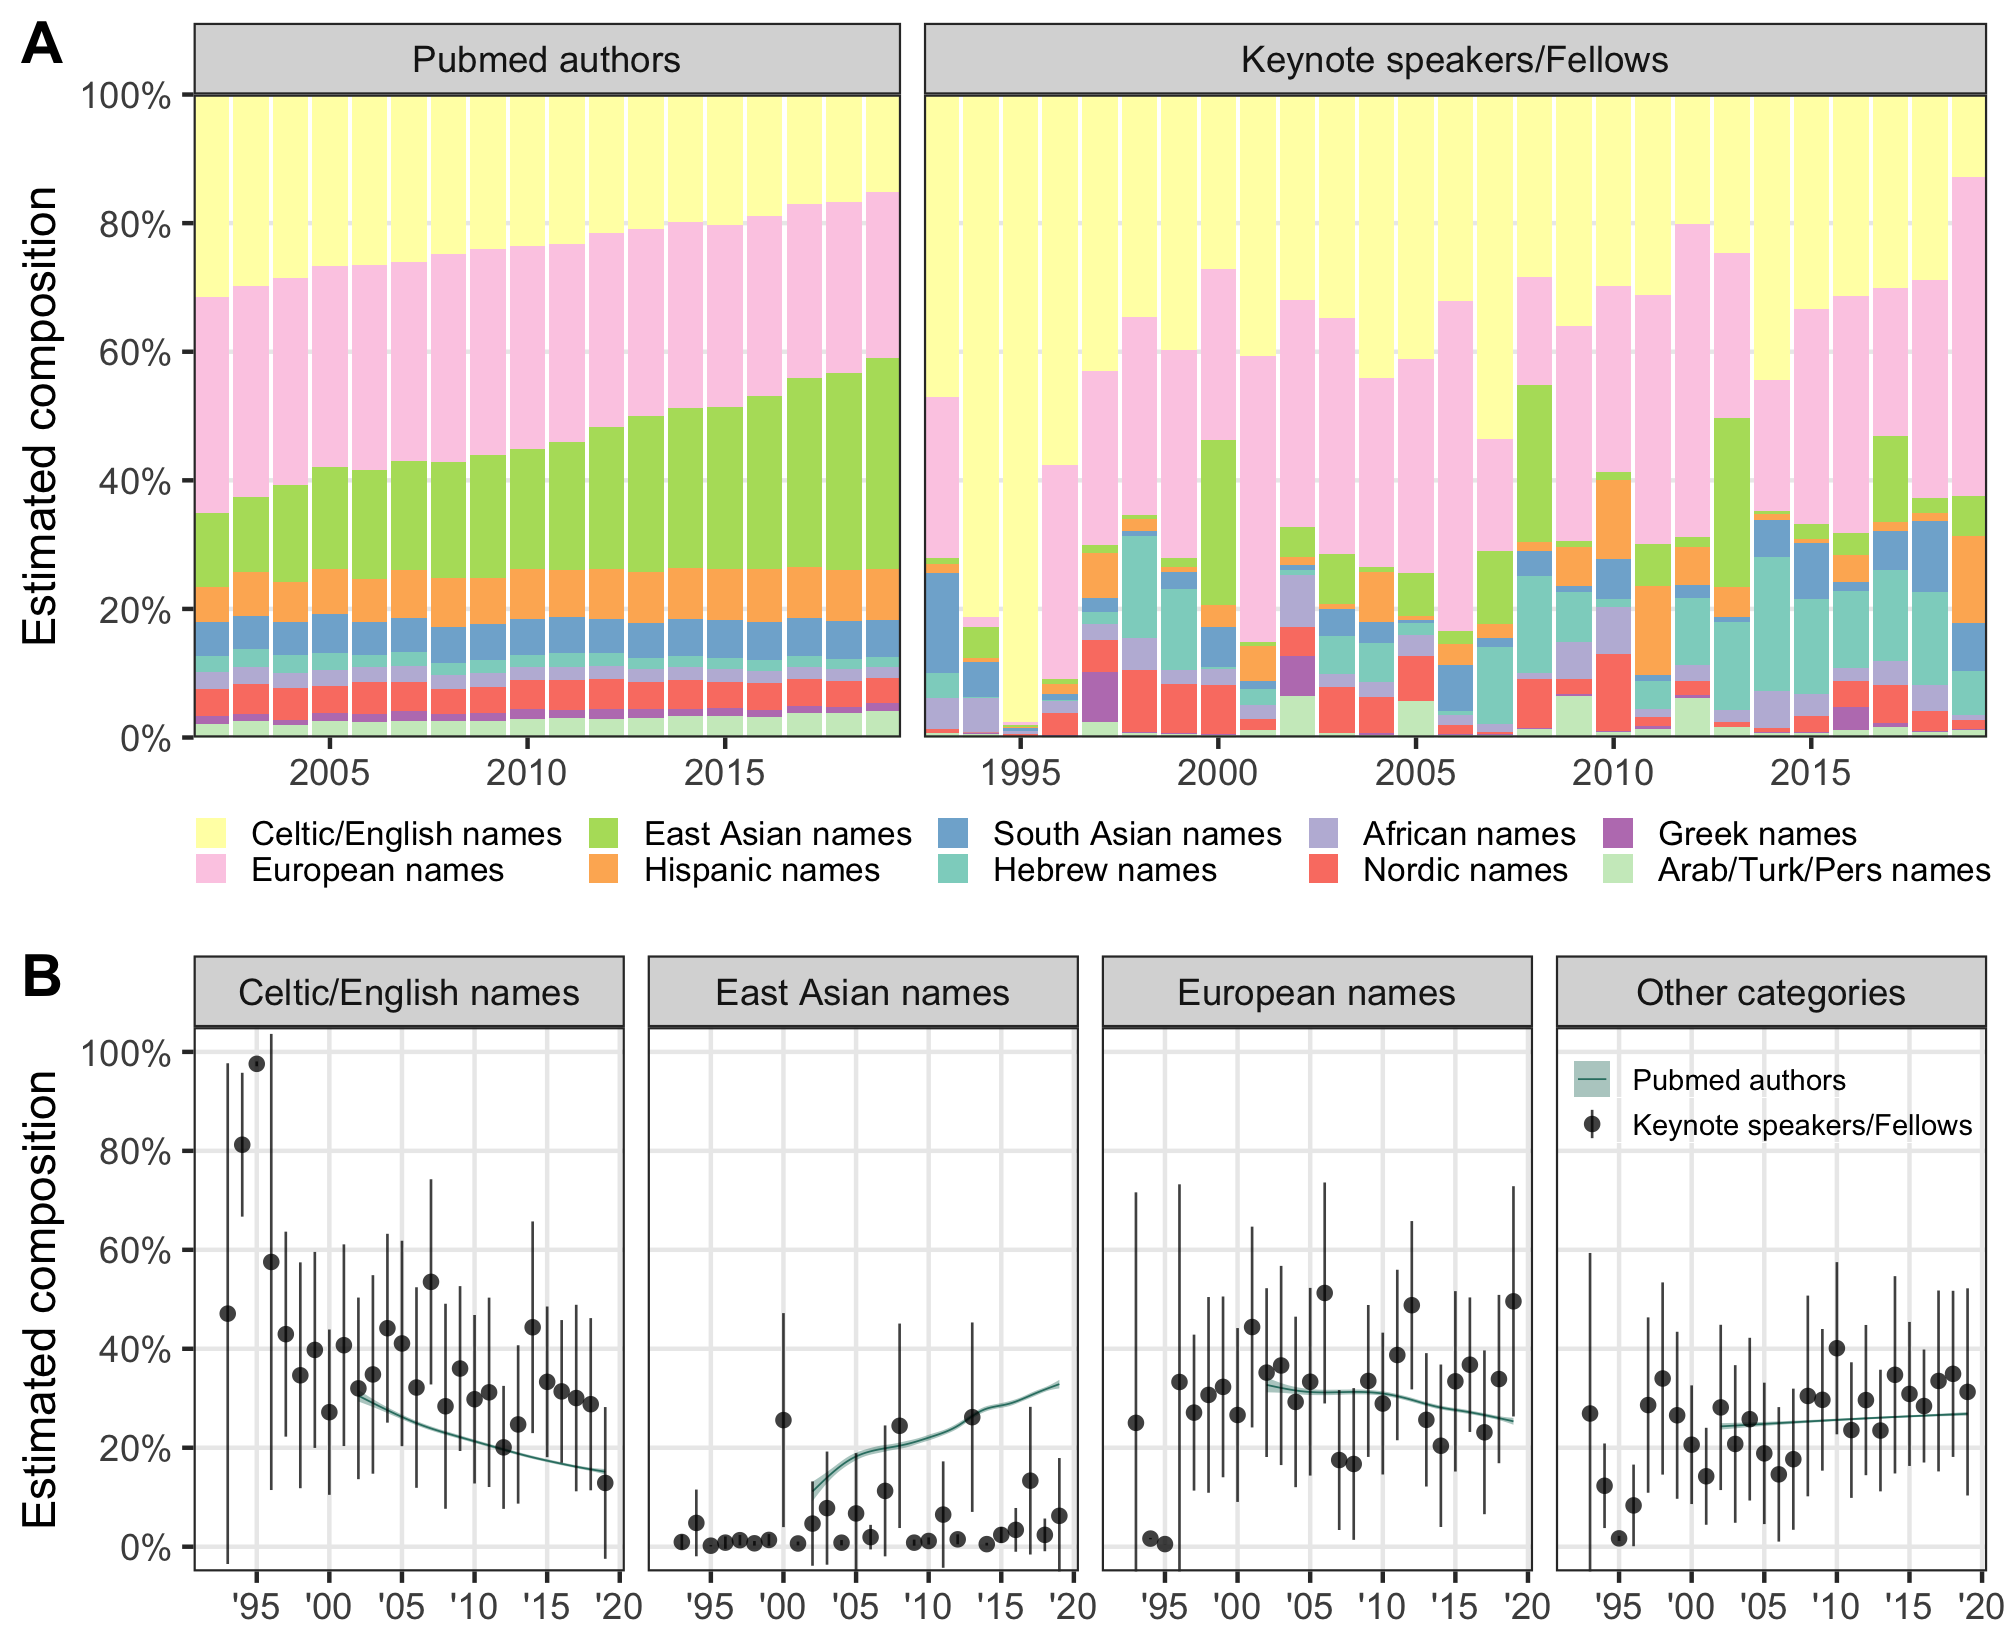 A
Pubmed authors
Keynote speakers/Fellows
Estimated composition
100%
80%
60%
40%
20%
0%
2005
2010
2015
1995
2000
2005
2010
2015
Celtic/English names
East Asian names
South Asian names
African names
Greek names
European names
Hispanic names
Hebrew names
Nordic names
Arab/Turk/Pers names
B
Celtic/English names
East Asian names
European names
Other categories
Estimated composition
100%
80%
60%
40%
20%
0%
Pubmed authors
Keynote speakers/Fellows
'95 '00 '05 '10 '15 '20
'95 '00 '05 '10 '15 '20
'95 '00 '05 '10 '15 '20
'95 '00 '05 '10 '15 '20